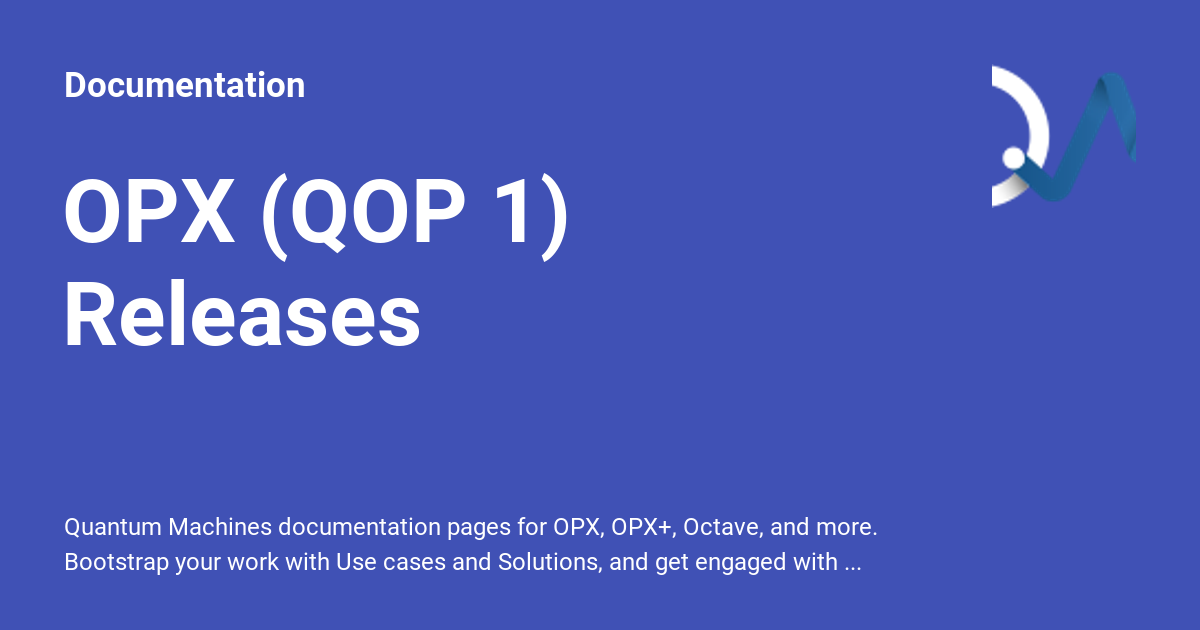 Documentation
OPX (QOP 1)
Releases
Quantum Machines documentation pages for OPX, OPX+, Octave, and more.
Bootstrap your work with Use cases and Solutions, and get engaged with ...